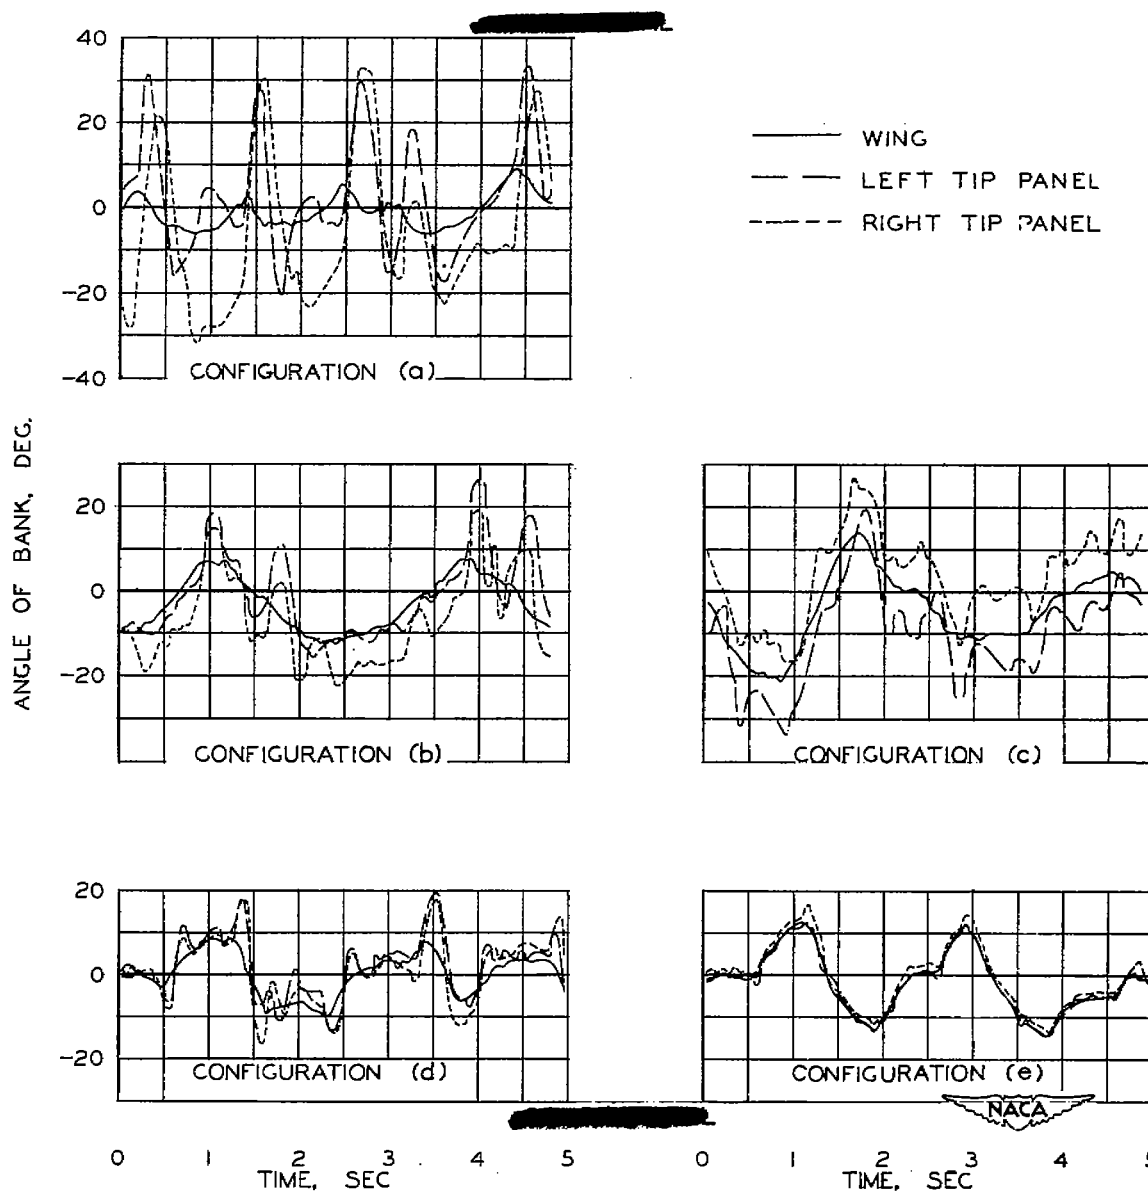 40
20
0
-20
-40
CONFIGURATION (a)
WING
LEFT TIP PANEL
RIGHT TIP PANEL
ANGLE OF BANK, DEG.
20
0
-20
CONFIGURATION (b)
CONFIGURATION (c)
20
0
-20
CONFIGURATION (d)
CONFIGURATION (e)
NACA
0 1 2 3 4 5
TIME, SEC
0 1 2 3 4 5
TIME, SEC